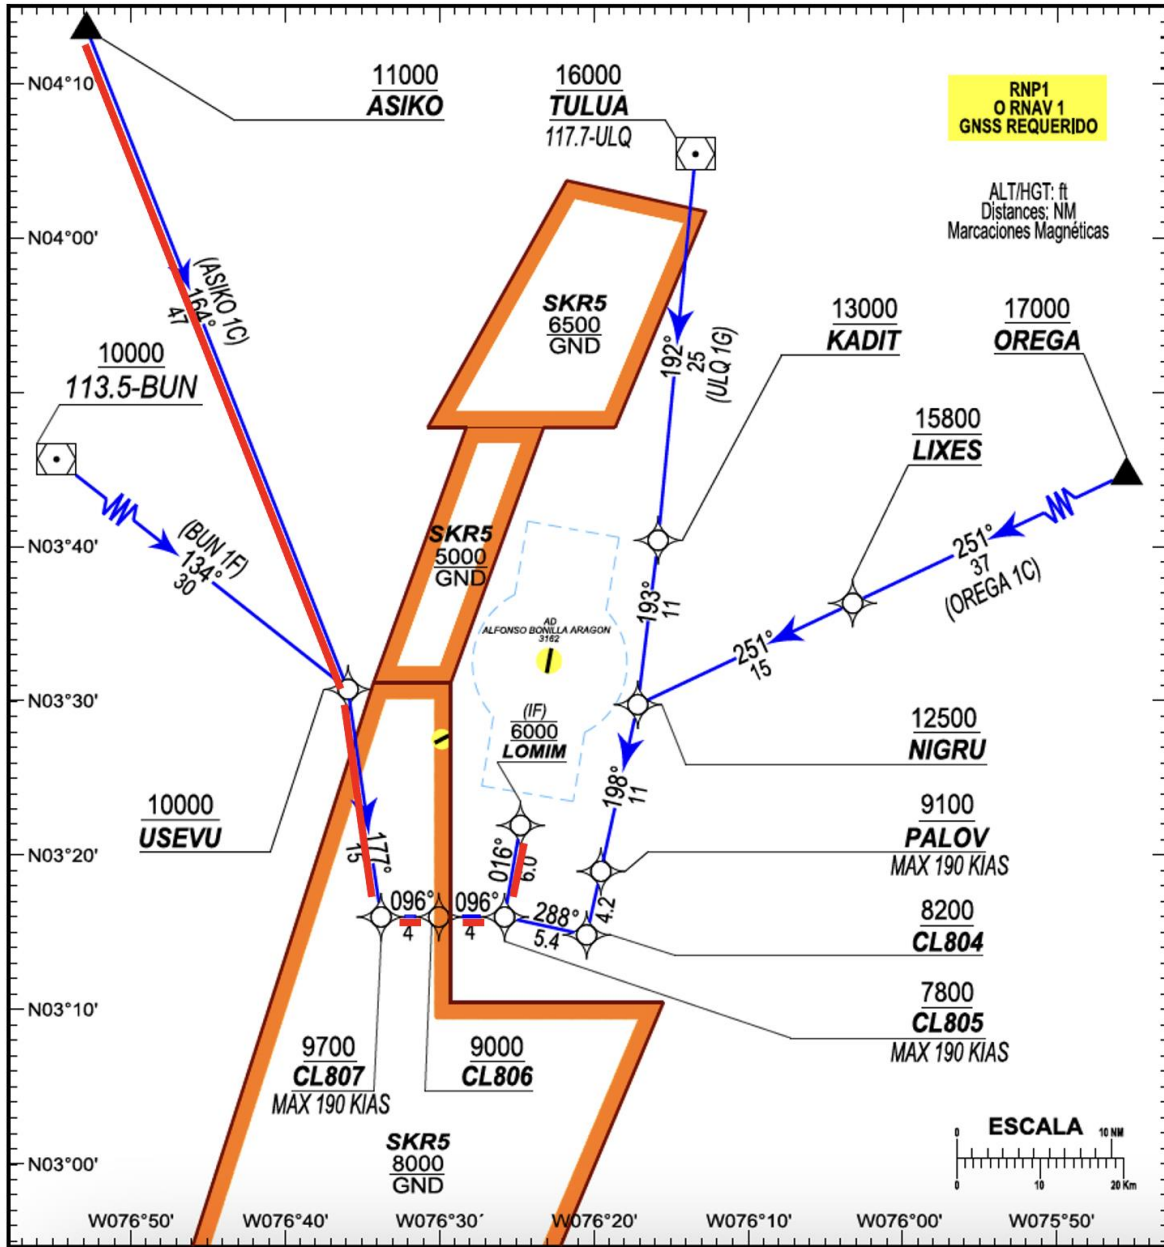 N04°10'
11000
ASIKO
16000
TULUA
117.7-ULQ
RNP1
O RNAV 1
GNSS REQUERIDO
ALT/HGT: ft
Distances: NM
Marcaciones Magnéticas
N04°00'
(ASIKO 1C)
164°
47
SKR5
6500
GND
192°
25
(ULQ 1G)
13000
KADIT
17000
OREGA
10000
113.5-BUN
15800
LIXES
(BUN 1F)
134°
30
SKR5
5000
GND
N03°40'
251°
37
(OREGA 1C)
193°
11
AD
ALFONSO BONILLA ARAGON
3162
251°
15
N03°30'
(IF)
6000
LOMIM
12500
NIGRU
198°
11
10000
USEVU
9100
PALOV
MAX 190 KIAS
N03°20'
177°
15
016°
6.0
096°
4
096°
4
288°
5.4
4.2
8200
CL804
N03°10'
7800
CL805
MAX 190 KIAS
9700
CL807
MAX 190 KIAS
9000
CL806
SKR5
8000
GND
N03°00'
ESCALA
0
10 NM
0
10
20 Km
W076°50'
W076°40'
W076°30'
W076°20'
W076°10'
W076°00'
W075°50'